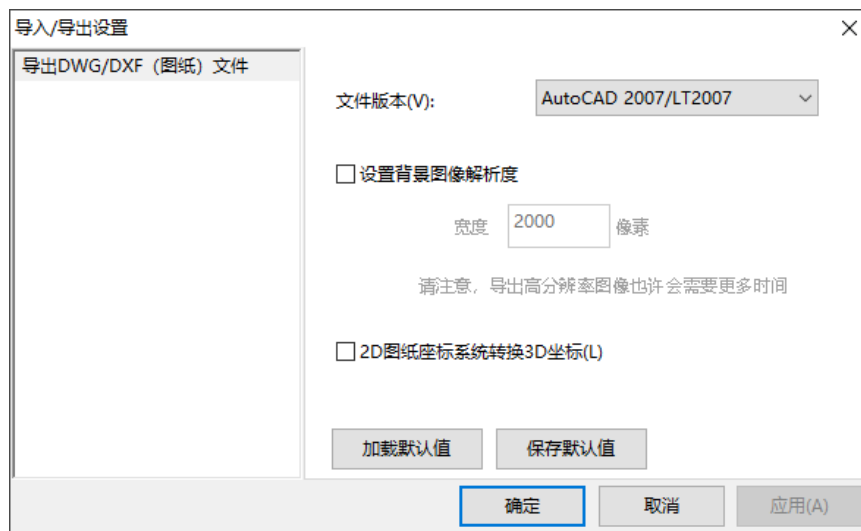 导入/导出设置
导出DWG/DXF（图纸）文件
文件版本(V):
AutoCAD 2007/LT2007
设置背景图像解析度
宽度 2000 像素
请注意，导出高分辨率图像也许会需要更多时间
2D图纸座标系统转换3D坐标(L)
加载默认值 保存默认值
确定 取消 应用(A)